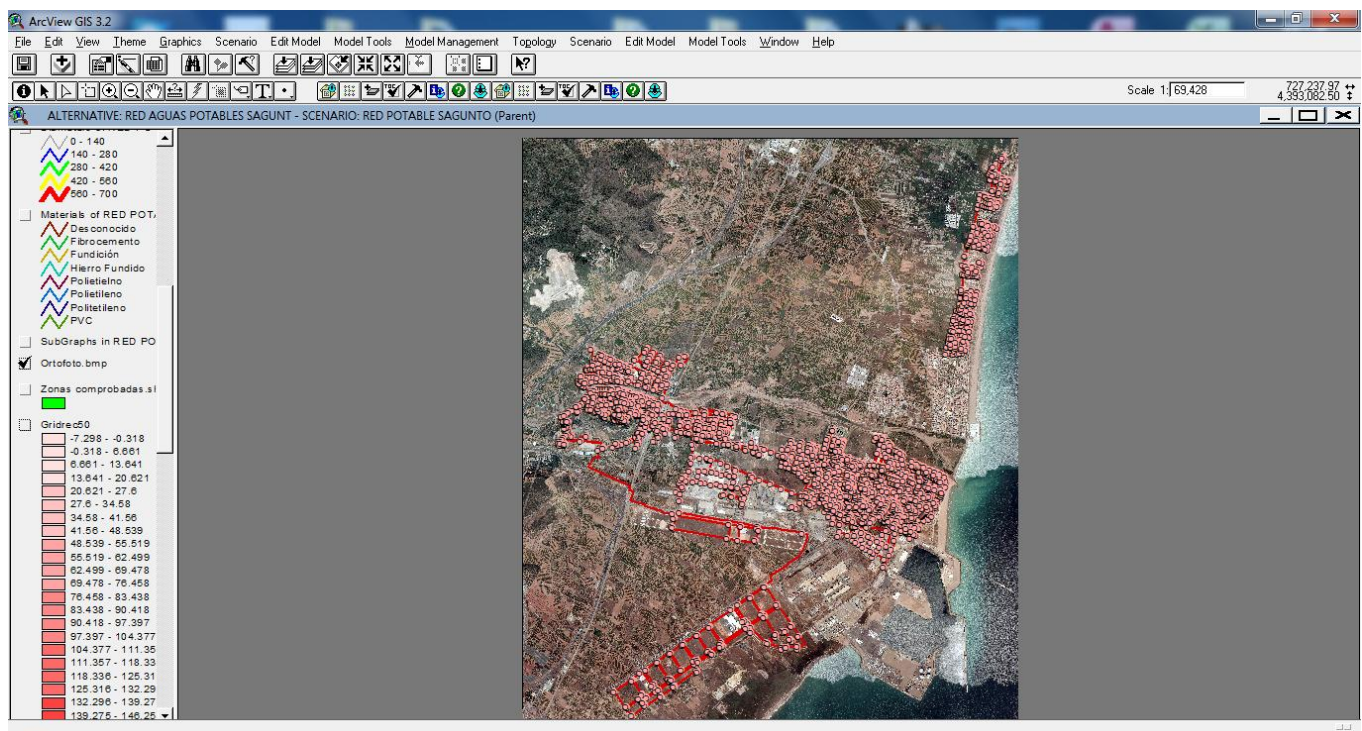 ArcView GIS 3.2
File Edit View Theme Graphics Scenario Edit Model Model Tools Model Management Topology Scenario Edit Model Model Tools Window Help
Scale 1: 69,428
727,237.97
4,393,082.50
ALTERNATIVE: RED AGUAS POTABLES SAGUNT - SCENARIO: RED POTABLE SAGUNTO (Parent)
0 - 140
140 - 280
280 - 420
420 - 560
560 - 700
Materials of RED POT
Desconocido
Fibrocemento
Fundición
Hierro Fundido
Polietielno
Polietileno
Politetileno
PVC
SubGraphs in RED PO
Ortofoto.bmp
Zonas comprobadas.s
Gridrec50
-7.298 - -0.318
-0.318 - 6.661
6.661 - 13.641
13.641 - 20.621
20.621 - 27.6
27.6 - 34.58
34.58 - 41.56
41.56 - 48.539
48.539 - 55.519
55.519 - 62.499
62.499 - 69.478
69.478 - 76.458
76.458 - 83.438
83.438 - 90.418
90.418 - 97.397
97.397 - 104.377
104.377 - 111.35
111.357 - 118.33
118.336 - 125.31
125.316 - 132.29
132.296 - 139.27
139.275 - 146.25